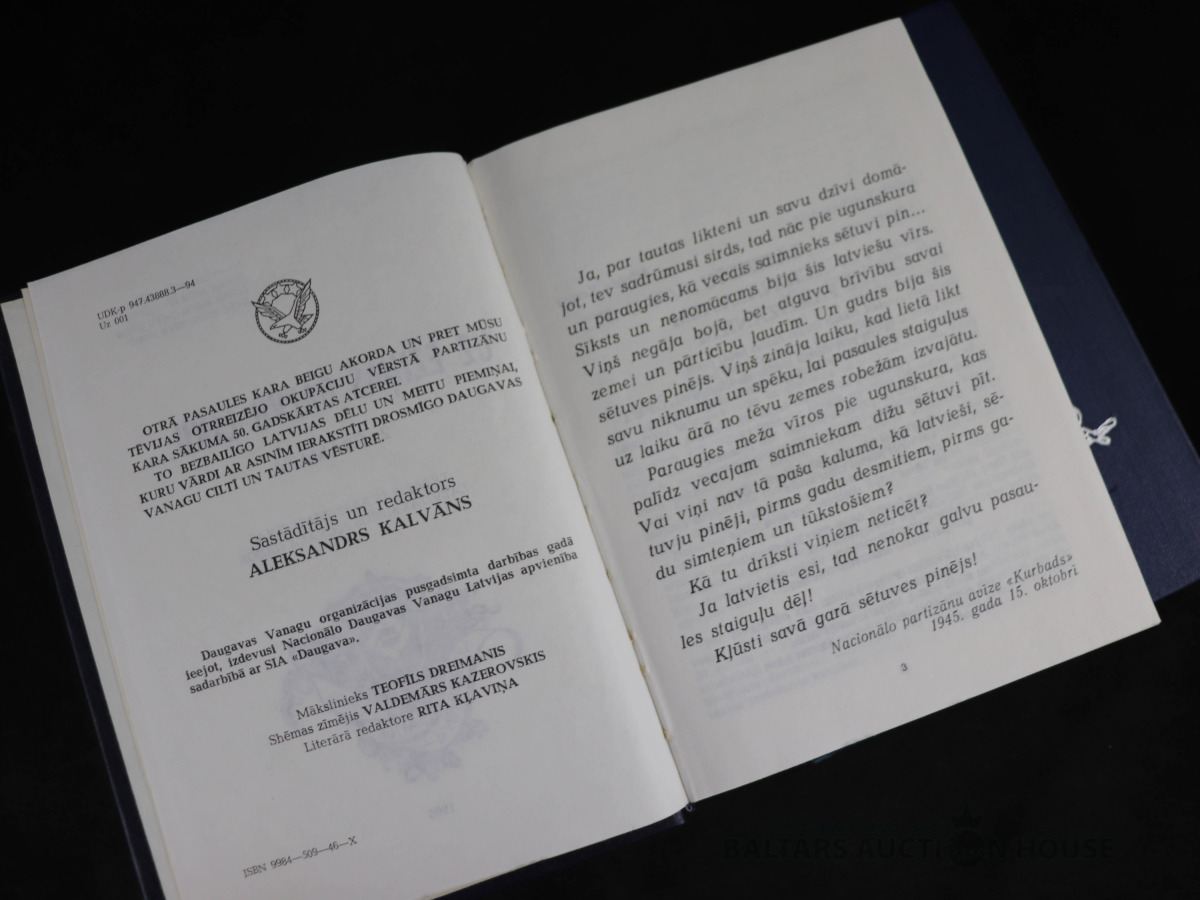 UDK-p 947.43888.3—94
Uz 001
OTRĀ PASAULES KARA BEIGU AKORDA UN PRET MŪSU
TĒVIJAS OTRREIZĒJO OKUPĀCIJU VĒRSTĀ PARTIZĀNU
KARA SĀKUMA 50. GADSKĀRTAS ATCEREI.
TO BEZBAILĪGO LATVIJAS DĒLU UN MEITU PIEMIŅAI,
KURU VĀRDI AR ASINĪM IERAKSTĪTI DROSMĪGO DAUGAVAS
VANAGU CILTĪ UN TAUTAS VĒSTURĒ.
Sastādītājs un redaktors
ALEKSANDRS KALVĀNS
Daugavas Vanagu organizācijas pusgadsimta darbības gadā
ieejot, izdevusi Nacionālo Daugavas Vanagu Latvijas apvienība
sadarbībā ar SIA «Daugava».
Mākslinieks TEOFILS DREIMANIS
Shēmas zīmējis VALDEMĀRS KAZEROVSKIS
Literārā redaktore RITA KĻAVIŅA
ISBN 9984—509—46—X
Ja, par tautas likteni un savu dzīvi domā-
jot, tev sadrūmusi sirds, tad nāc pie ugunskura
un paraugies, kā vecais saimnieks sētuvi pin...
Sīksts un nenomācams bija šis latviešu vīrs.
Viņš negāja bojā, bet atguva brīvību savai
zemei un pārticību ļaudīm. Un gudrs bija šis
sētuves pinējs. Viņš zināja laiku, kad lietā likt
savu niknumu un spēku, lai pasaules staiguļus
uz laiku ārā no tēvu zemes robežām izvajātu.
Paraugies meža vīros pie ugunskura, kas
palīdz vecajam saimniekam dižu sētuvi pīt.
Vai viņi nav tā paša kaluma, kā latvieši, sē-
tuvju pinēji, pirms gadu desmitiem, pirms ga-
du simteņiem un tūkstošiem?
Kā tu drīksti viņiem neticēt?
Ja latvietis esi, tad nenokar galvu pasau-
les staiguļu dēļ!
Kļūsti savā garā sētuves pinējs!
Nacionālo partizānu avīze «Kurbads»
1945. gada 15. oktobrī
3
BALTARS AUCTION HOUSE